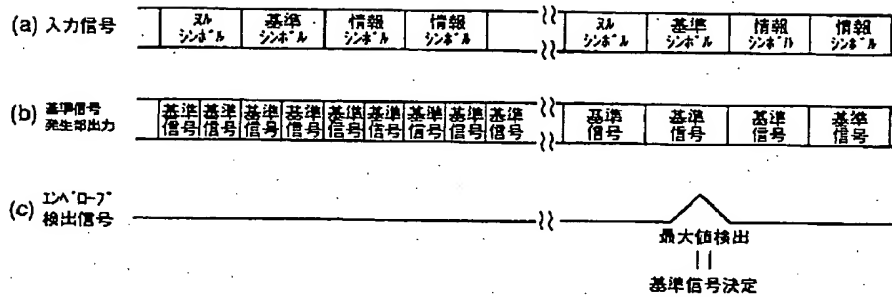 (a) 入力信号
ヌル シンボル
基準 シンボル
情報 シンボル
情報 シンボル
ヌル シンボル
基準 シンボル
情報 シンボル
情報 シンボル
(b) 基準信号 発生部出力
基準 信号
基準 信号
基準 信号
基準 信号
基準 信号
基準 信号
基準 信号
基準 信号
基準 信号
基準 信号
基準 信号
基準 信号
基準 信号
(c) エンベロープ 検出信号
最大値検出
基準信号決定